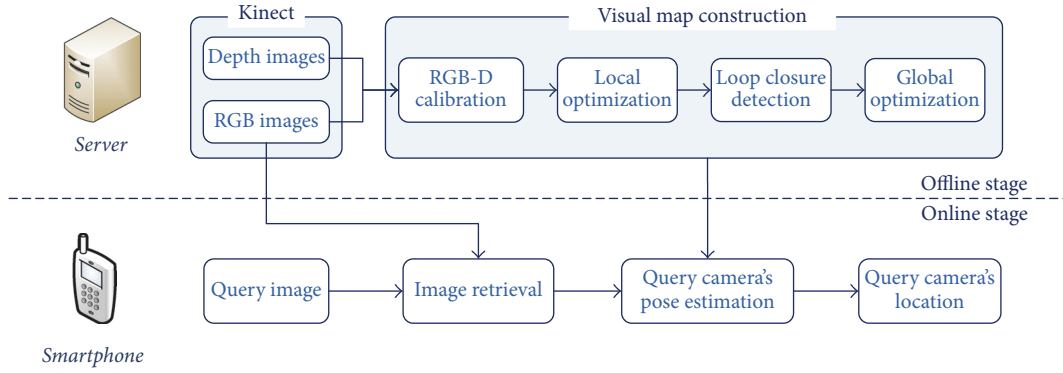 Kinect
Visual map construction
Depth images
RGB images
RGB-D
calibration
Local
optimization
Loop closure
detection
Global
optimization
Server
Offline stage
Online stage
Query image
Image retrieval
Query camera's
pose estimation
Query camera's
location
Smartphone